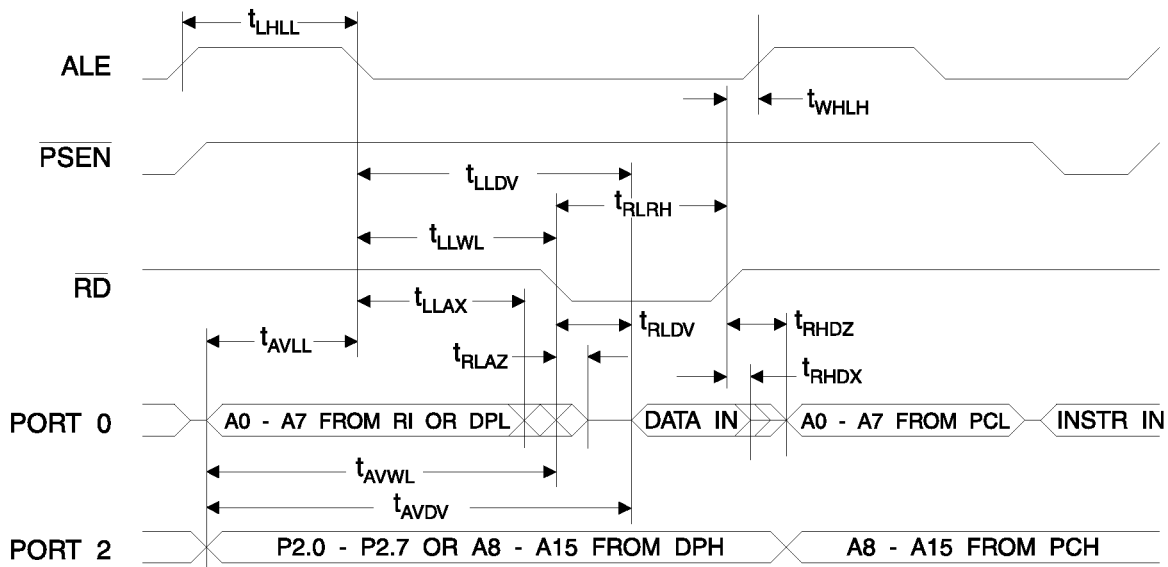 tLHLL
ALE
tWHLH
PSEN
tLLDV
tRLRH
tLLWL
RD
tLLAX
tRLDV
tRHDZ
tAVLL
tRLAZ
tRHDX
PORT 0
A0 - A7 FROM RI OR DPL
DATA IN
A0 - A7 FROM PCL
INSTR IN
tAVWL
tAVDV
PORT 2
P2.0 - P2.7 OR A8 - A15 FROM DPH
A8 - A15 FROM PCH